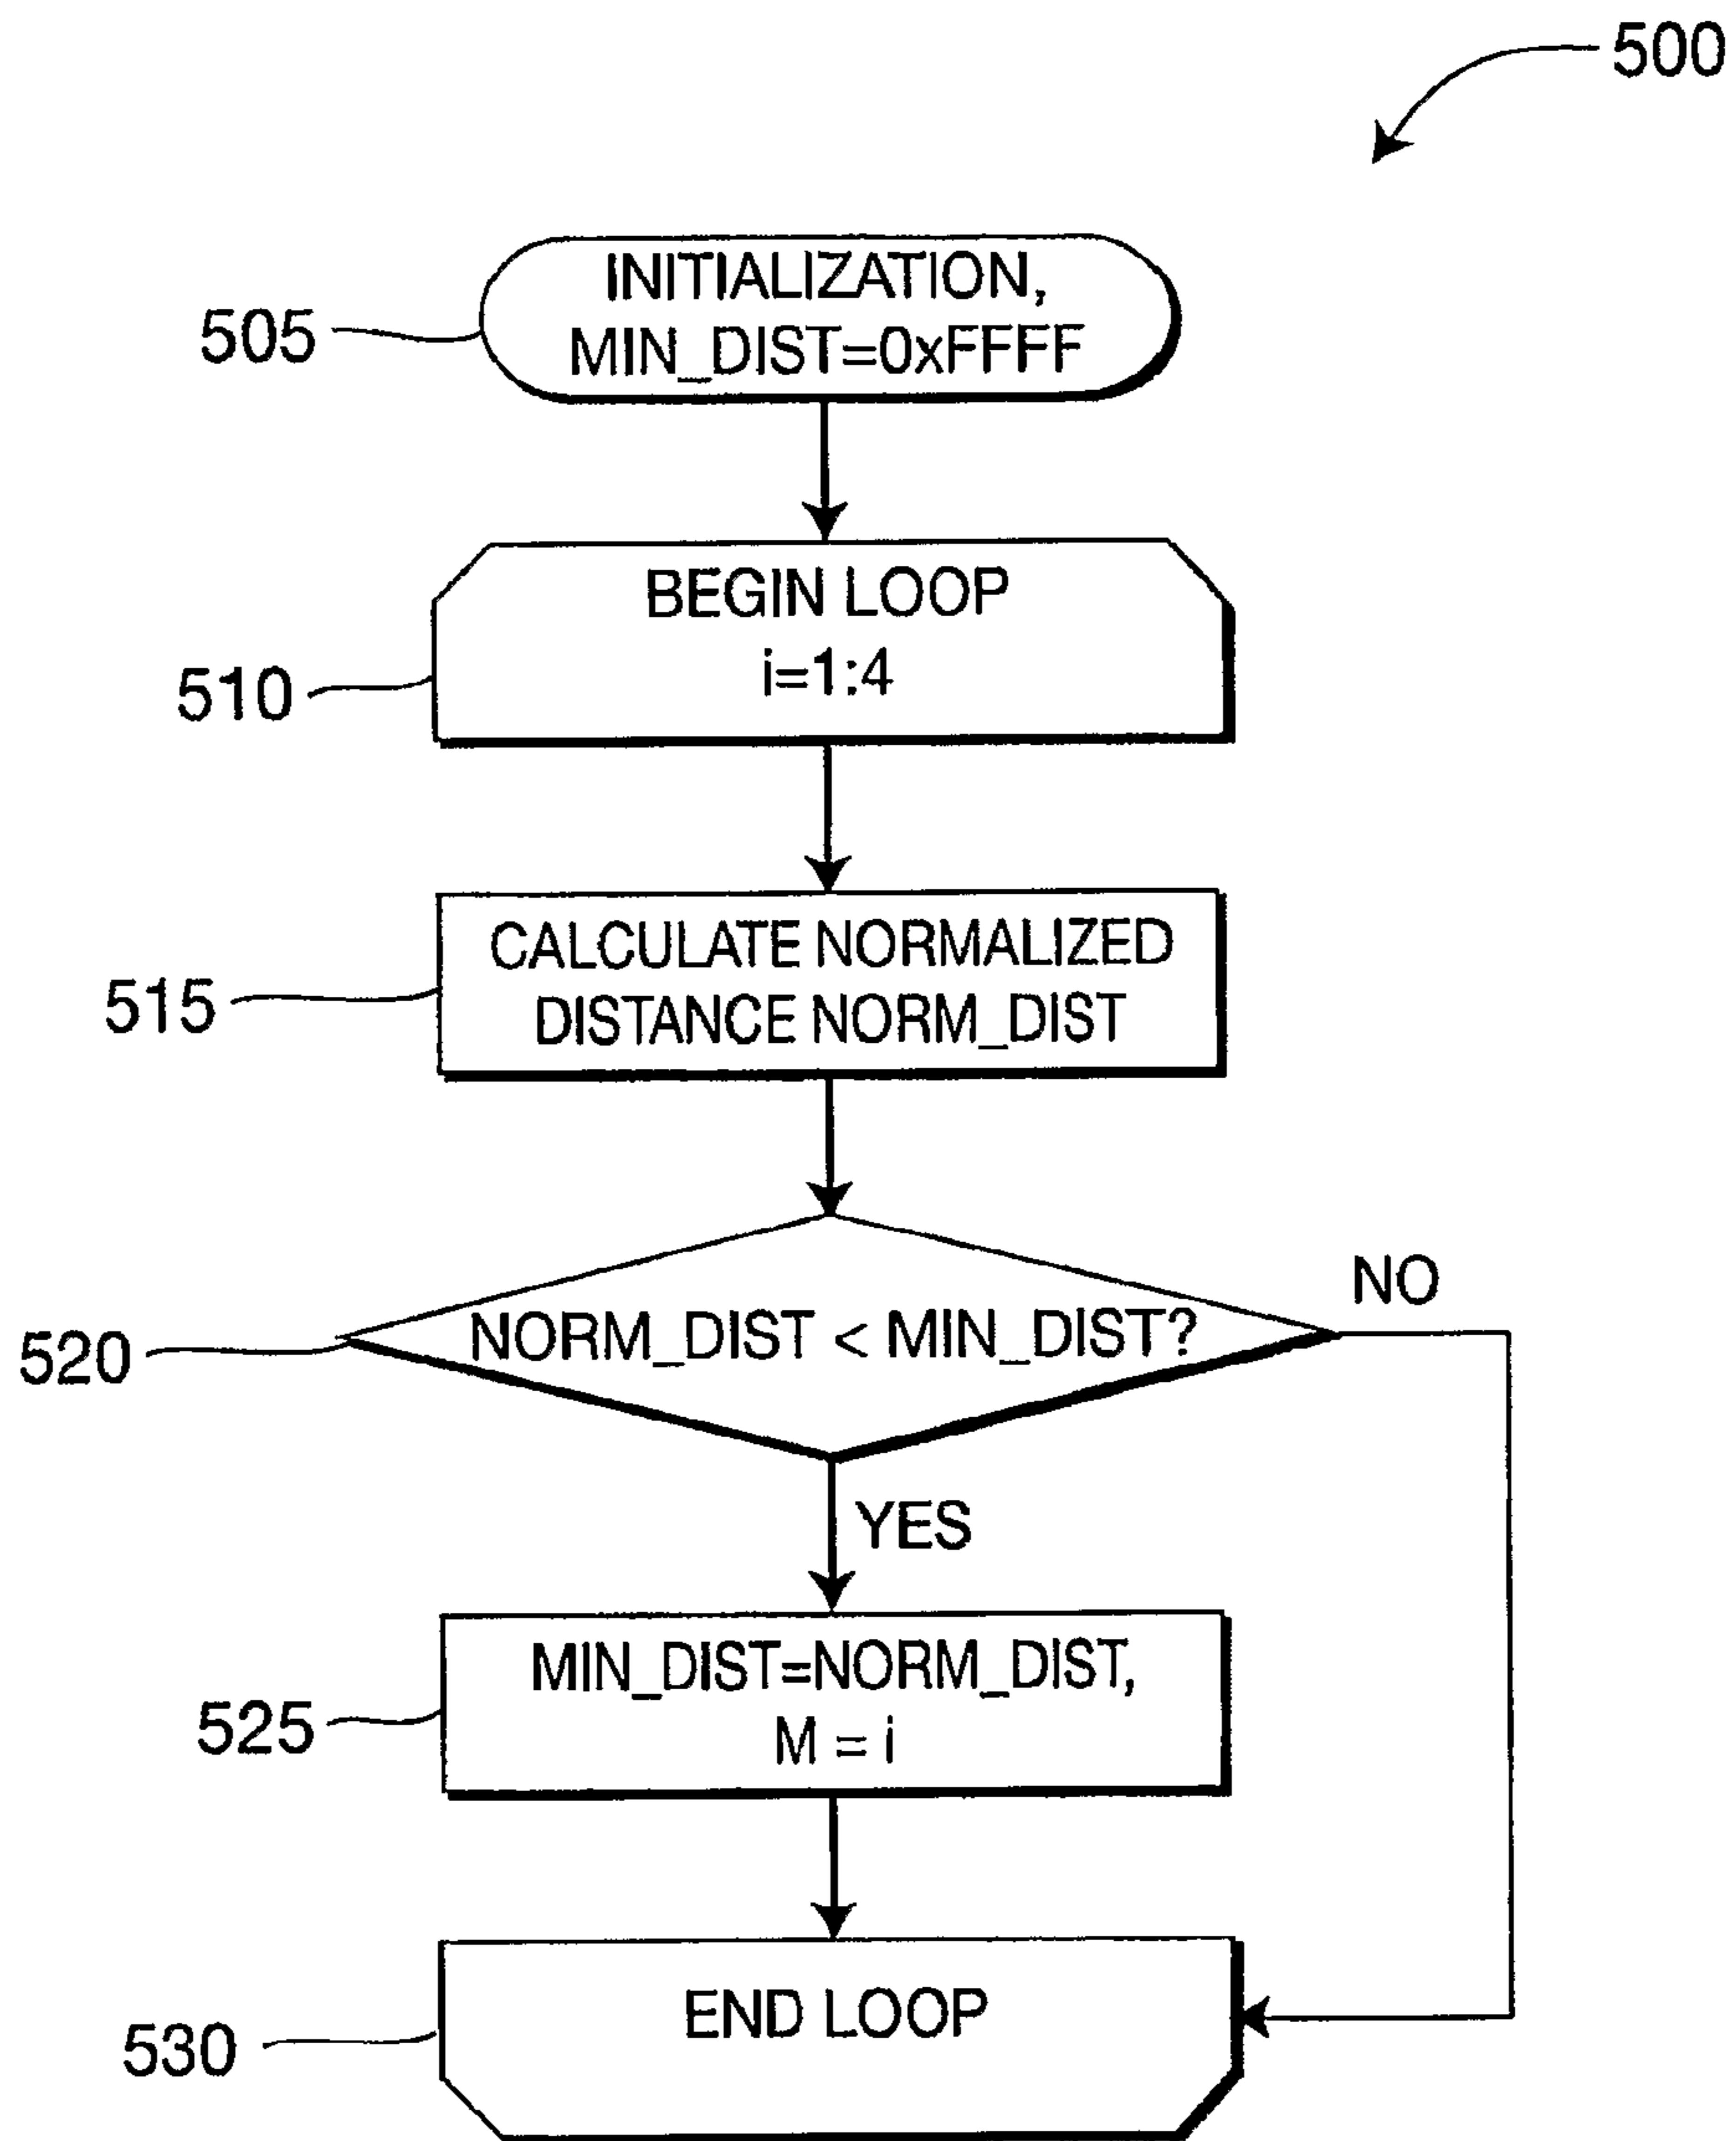 500
INITIALIZATION,
MIN_DIST=0xFFFF
505
BEGIN LOOP
i=1:4
510
CALCULATE NORMALIZED
DISTANCE NORM_DIST
515
NORM_DIST < MIN_DIST?
NO
520
YES
MIN_DIST=NORM_DIST,
M = i
525
END LOOP
530